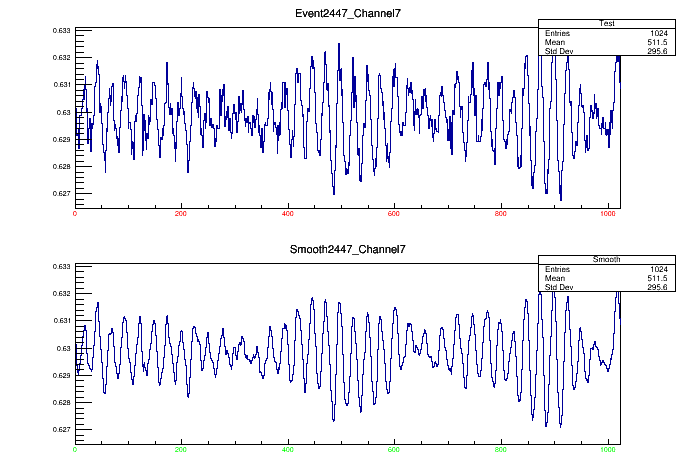 Event2447_Channel7
Test
Entries 1024
Mean 511.5
Std Dev 295.6
0.633
0.632
0.631
0.63
0.629
0.628
0.627
0 200 400 600 800 1000
Smooth2447_Channel7
Smooth
Entries 1024
Mean 511.5
Std Dev 295.6
0.633
0.632
0.631
0.63
0.629
0.628
0.627
0 200 400 600 800 1000